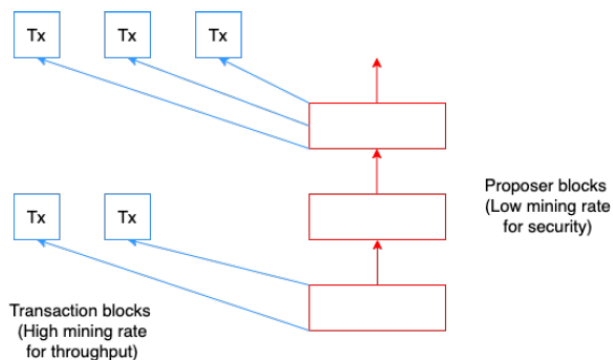 Tx
Tx
Tx
Proposer blocks
(Low mining rate
for security)
Tx
Tx
Transaction blocks
(High mining rate
for throughput)